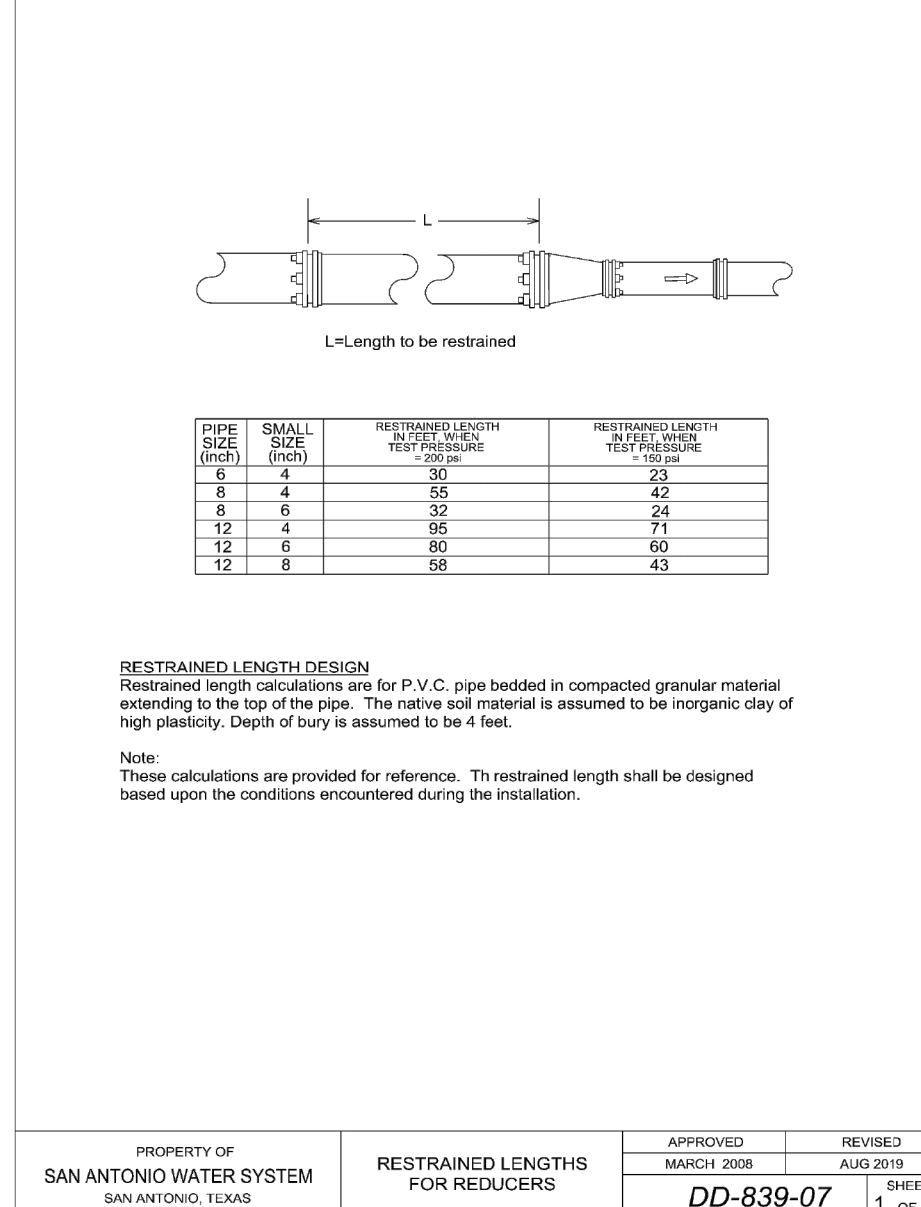 L
L=Length to be restrained
PIPE SIZE (inch) SMALL SIZE (inch) RESTRAINED LENGTH IN FEET, WHEN TEST PRESSURE = 200 psi RESTRAINED LENGTH IN FEET, WHEN TEST PRESSURE = 150 psi
6 4 30 23
8 4 55 42
8 6 32 24
12 4 95 71
12 6 80 60
12 8 58 43
RESTRAINED LENGTH DESIGN
Restrained length calculations are for P.V.C. pipe bedded in compacted granular material
extending to the top of the pipe. The native soil material is assumed to be inorganic clay of
high plasticity. Depth of bury is assumed to be 4 feet.
Note:
These calculations are provided for reference. Th restrained length shall be designed
based upon the conditions encountered during the installation.
PROPERTY OF
SAN ANTONIO WATER SYSTEM
SAN ANTONIO, TEXAS
RESTRAINED LENGTHS
FOR REDUCERS
APPROVED REVISED
MARCH 2008 AUG 2019
DD-839-07
1 OF